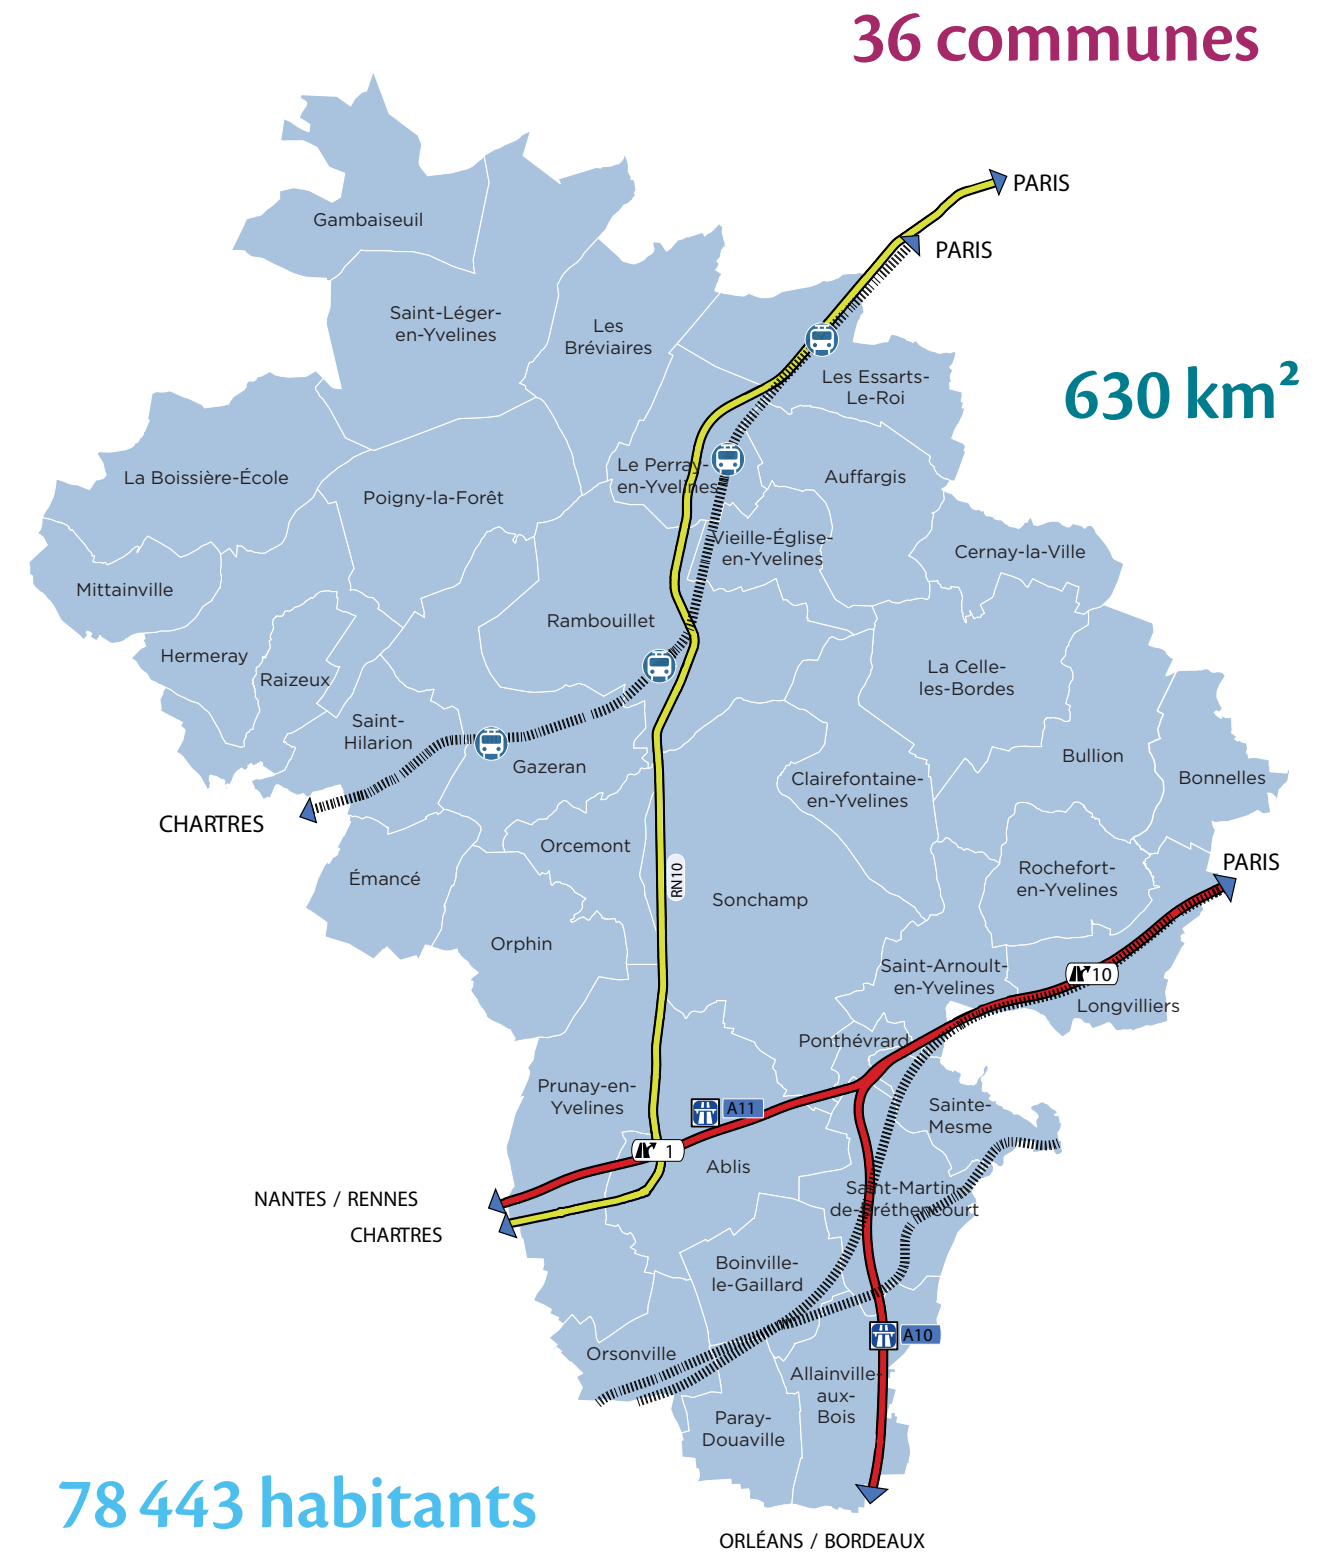 36 communes
PARIS
PARIS
Gambaiseuil
Saint-Léger-
en-Yvelines
Les
Bréviaires
Les Essarts-
Le-Roi
630 km²
La Boissière-École
Poigny-la-Forêt
Le Perray-
en-Yvelines
Auffargis
Vieille-Église-
en-Yvelines
Cernay-la-Ville
Mittainville
Rambouillet
Hermeray
Raizeux
La Celle-
les-Bordes
Saint-
Hilarion
Gazeran
Bullion
Bonnelles
Clairefontaine-
en-Yvelines
CHARTRES
Orcemont
Émancé
RN10
Sonchamp
Rochefort-
en-Yvelines
PARIS
Orphin
Saint-Arnoult-
en-Yvelines
10
Longvilliers
Ponthévrard
Prunay-en-
Yvelines
A11
Sainte-
Mesme
1
Ablis
NANTES / RENNES
CHARTRES
Saint-Martin-
de-Bréthencourt
Boinville-
le-Gaillard
A10
Orsonville
Allainville-
aux-
Bois
Paray-
Douaville
78 443 habitants
ORLÉANS / BORDEAUX